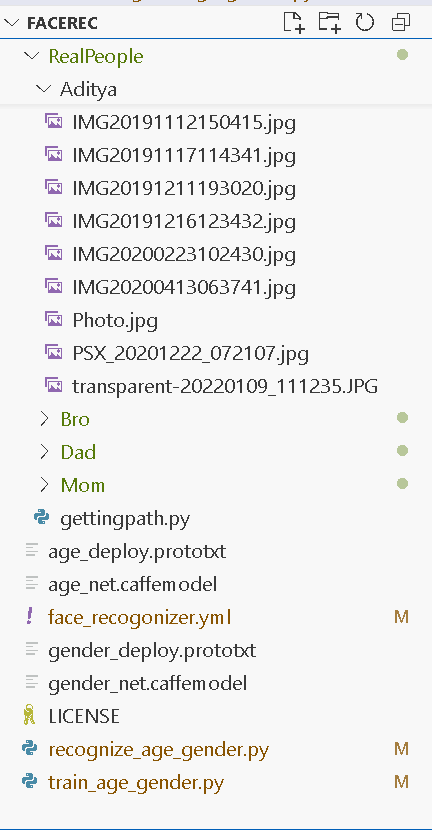 FACEREC
RealPeople
Aditya
IMG20191112150415.jpg
IMG20191117114341.jpg
IMG20191211193020.jpg
IMG20191216123432.jpg
IMG20200223102430.jpg
IMG20200413063741.jpg
Photo.jpg
PSX_20201222_072107.jpg
transparent-20220109_111235.JPG
Bro
Dad
Mom
gettingpath.py
age_deploy.prototxt
age_net.caffemodel
face_recogonizer.yml M
gender_deploy.prototxt
gender_net.caffemodel
LICENSE
recognize_age_gender.py M
train_age_gender.py M